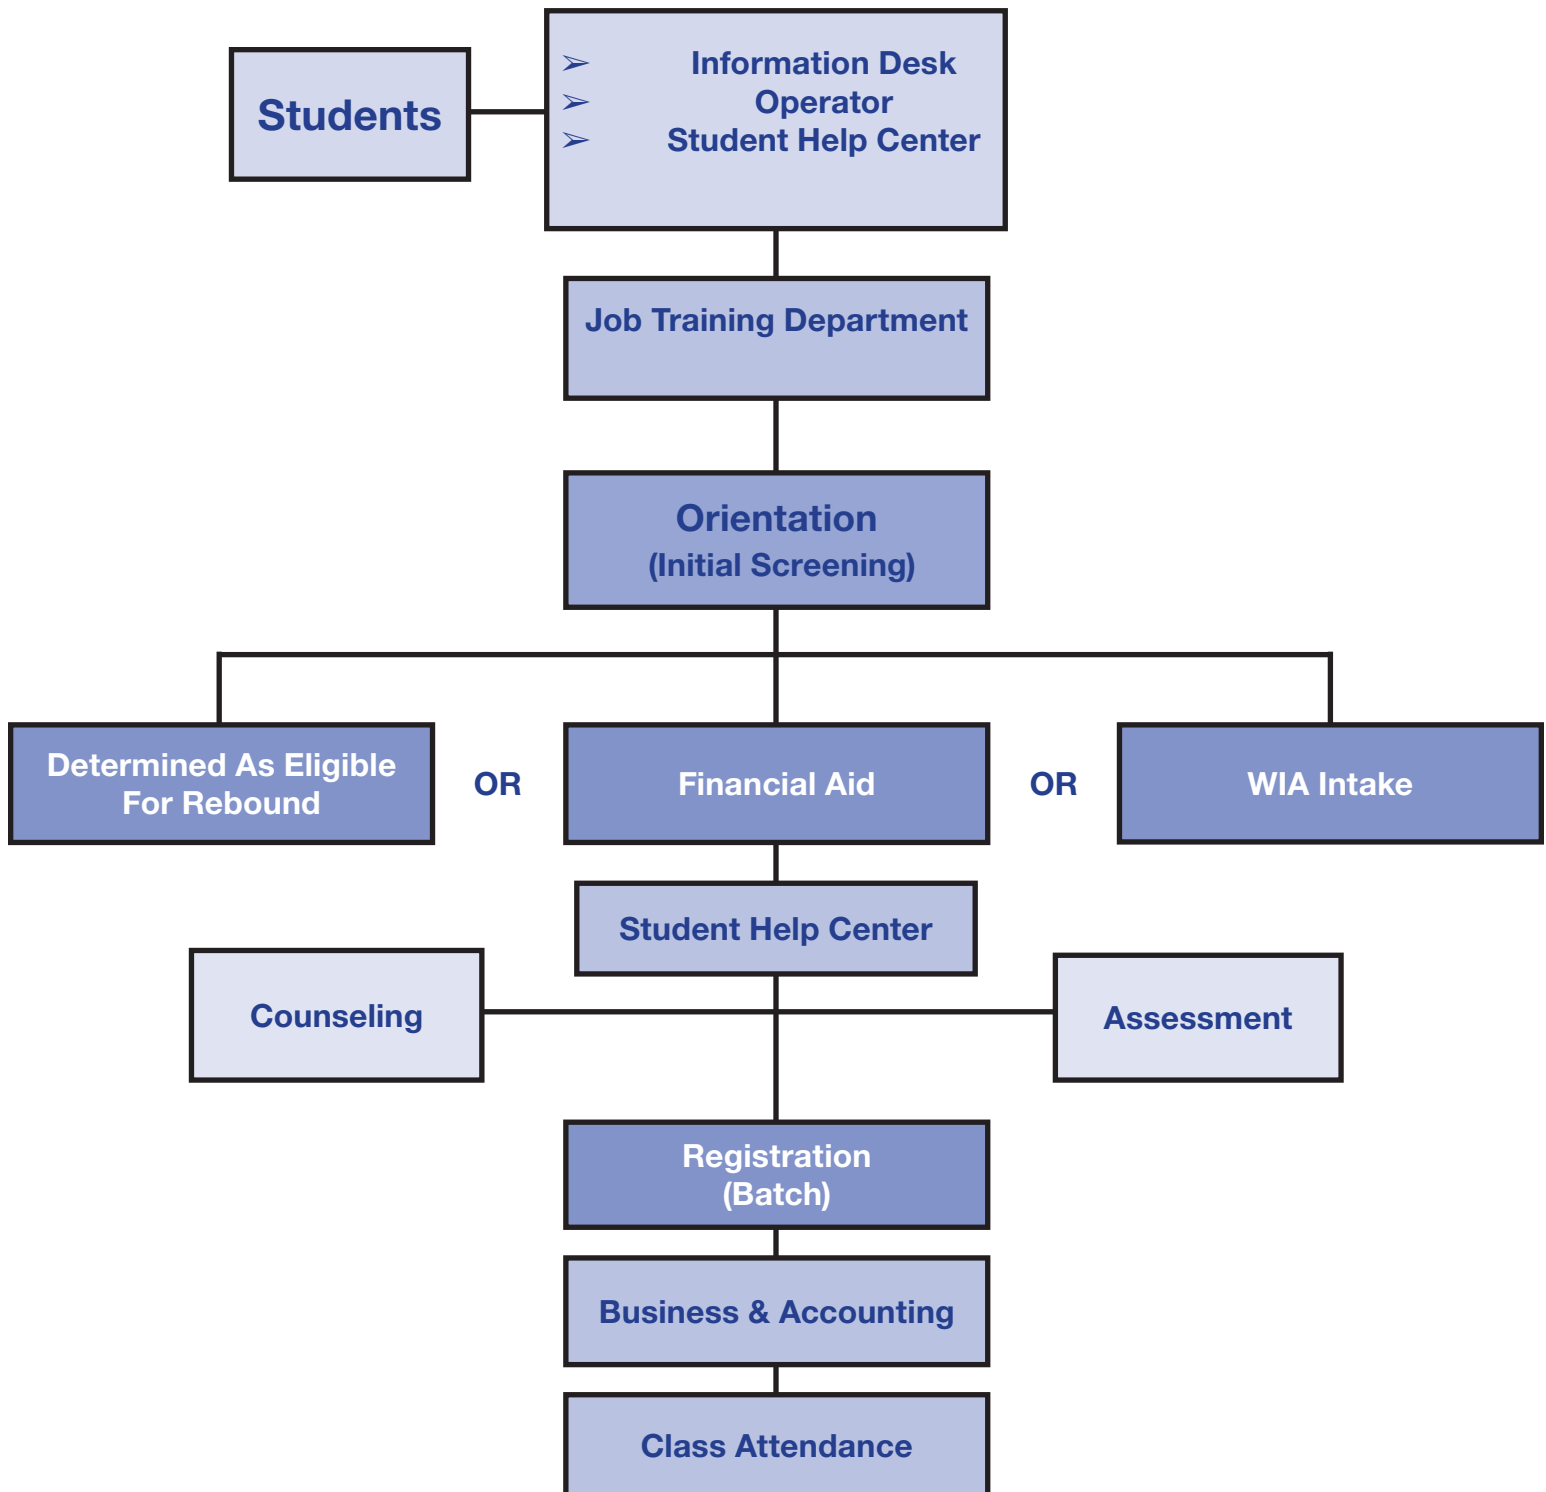 Students
➢ Information Desk
➢ Operator
➢ Student Help Center
Job Training Department
Orientation
(Initial Screening)
Determined As Eligible
For Rebound
OR
Financial Aid
OR
WIA Intake
Student Help Center
Counseling
Assessment
Registration
(Batch)
Business & Accounting
Class Attendance